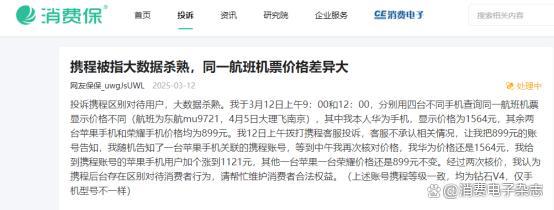 消费保
首页
投诉
资讯
研究院
企业服务
CE消费电子
携程被指大数据杀熟，同一航班机票价格差异大
网友保保_uwgJsUWL 2025-03-12
处理中
投诉携程区别对待用户，大数据杀熟。我于3月12日上午9：00和12：00，分别用四台不同手机查询同一航班机票
显示价格不同（航班为东航mu9721，4月5日大理飞南京），其中我本人华为手机，显示价格为1564元，其余两
台苹果手机和荣耀手机价格均为899元。我12日上午拨打携程客服投诉，客服不承认相关情况，让我把899元的账
号告知，我随机告知了一台苹果手机关联的携程账号，等到中午我再次核对价格，我华为价格还是1564元，我给
到携程账号的苹果手机用户加个涨到1121元，其他一台苹果一台荣耀价格还是899元不变。经过两次核价，我认为
携程后台存在区别对待消费者行为，请帮忙维护消费者合法权益。（上述账号携程等级一致，均为钻石V4，仅手
机型号不一样）
@消费电子杂志